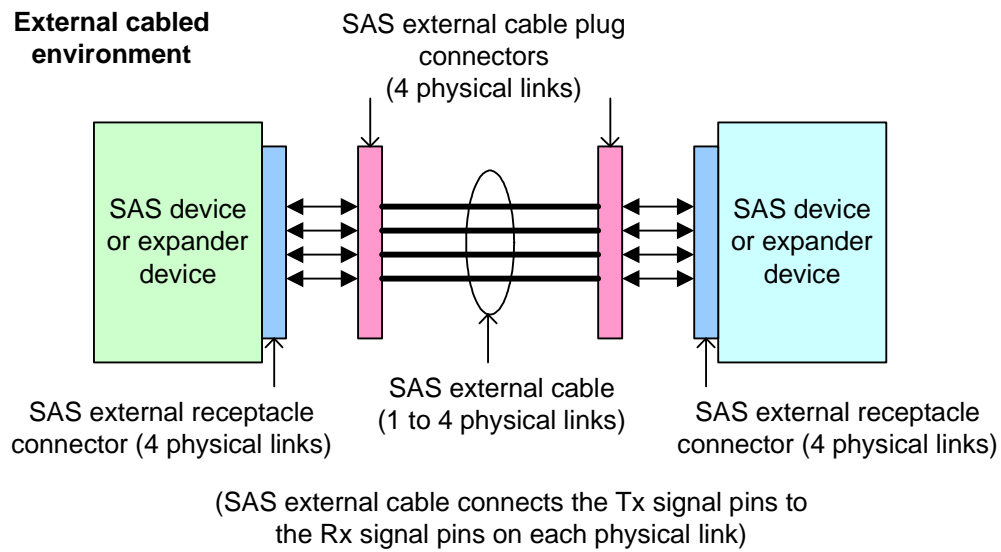 External cabled
environment
SAS external cable plug
connectors
(4 physical links)
SAS device
or expander
device
SAS device
or expander
device
SAS external receptacle
connector (4 physical links)
SAS external cable
(1 to 4 physical links)
SAS external receptacle
connector (4 physical links)
(SAS external cable connects the Tx signal pins to
the Rx signal pins on each physical link)